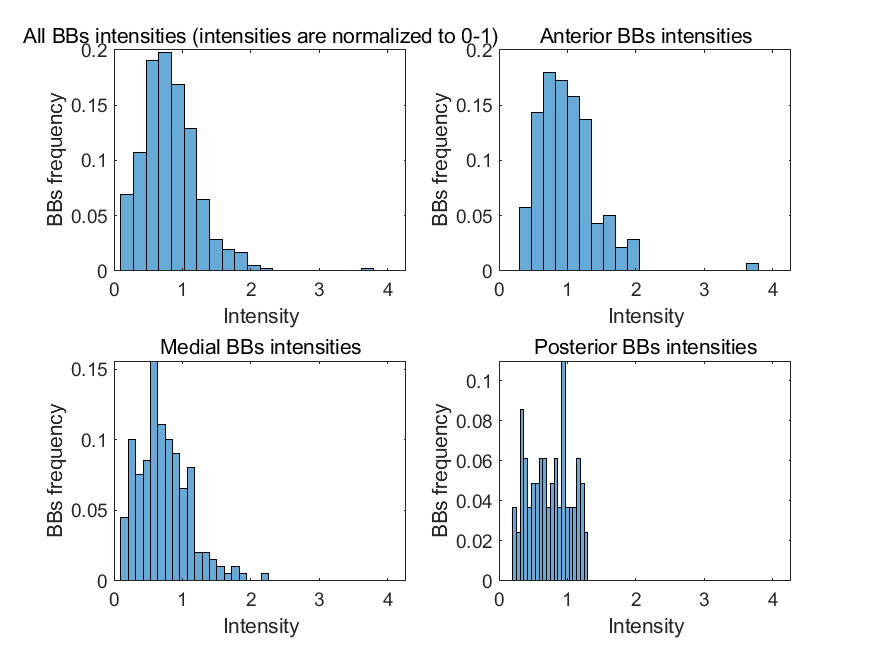 All BBs intensities (intensities are normalized to 0-1)
0.2
0.15
0.1
0.05
0
BBs frequency
0 1 2 3 4
Intensity
Anterior BBs intensities
0.2
0.15
0.1
0.05
0
BBs frequency
0 1 2 3 4
Intensity
Medial BBs intensities
0.15
0.1
0.05
0
BBs frequency
0 1 2 3 4
Intensity
Posterior BBs intensities
0.1
0.08
0.06
0.04
0.02
0
BBs frequency
0 1 2 3 4
Intensity